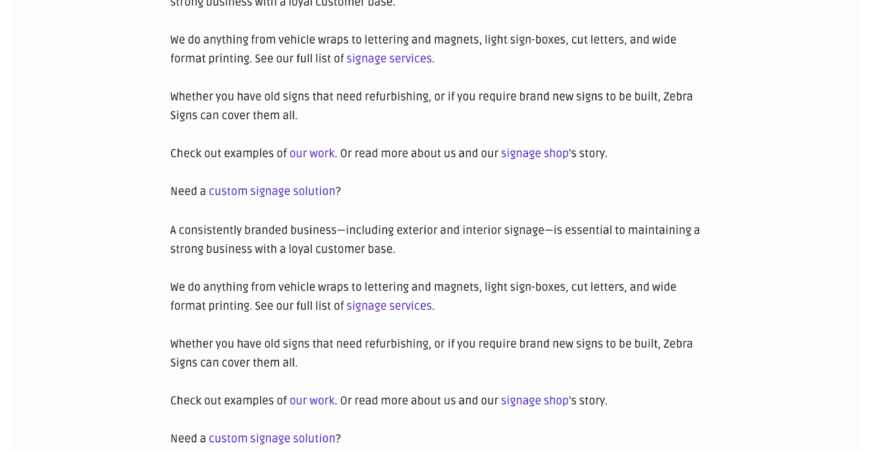 strong business with a loyal customer base.
We do anything from vehicle wraps to lettering and magnets, light sign-boxes, cut letters, and wide
format printing. See our full list of signage services.
Whether you have old signs that need refurbishing, or if you require brand new signs to be built, Zebra
Signs can cover them all.
Check out examples of our work. Or read more about us and our signage shop's story.
Need a custom signage solution?
A consistently branded business—including exterior and interior signage—is essential to maintaining a
strong business with a loyal customer base.
We do anything from vehicle wraps to lettering and magnets, light sign-boxes, cut letters, and wide
format printing. See our full list of signage services.
Whether you have old signs that need refurbishing, or if you require brand new signs to be built, Zebra
Signs can cover them all.
Check out examples of our work. Or read more about us and our signage shop's story.
Need a custom signage solution?